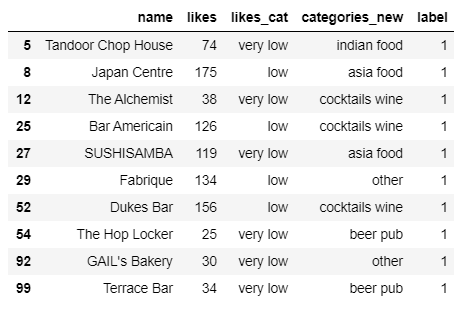 name likes likes_cat categories_new label
5 Tandoor Chop House 74 very low indian food 1
8 Japan Centre 175 low asia food 1
12 The Alchemist 38 very low cocktails wine 1
25 Bar Americain 126 low cocktails wine 1
27 SUSHISAMBA 119 very low asia food 1
29 Fabrique 134 low other 1
52 Dukes Bar 156 low cocktails wine 1
54 The Hop Locker 25 very low beer pub 1
92 GAIL's Bakery 30 very low other 1
99 Terrace Bar 34 very low beer pub 1